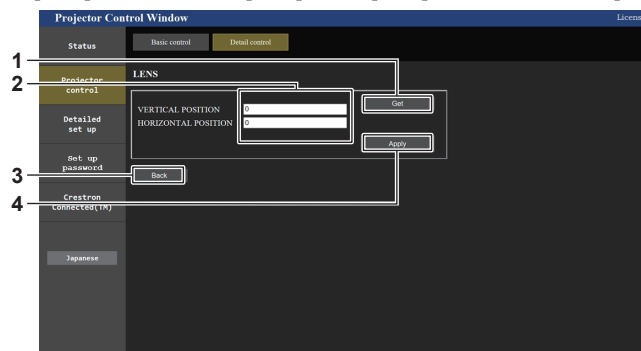 Projector Control Window
Licens
Status
Basic control
Detail control
1
2
LENS
Projector
control
VERTICAL POSITION
0
Get
HORIZONTAL POSITION
0
Detailed
set up
Apply
Set up
password
3
Back
4
Crestron
Connected(TM)
Japanese